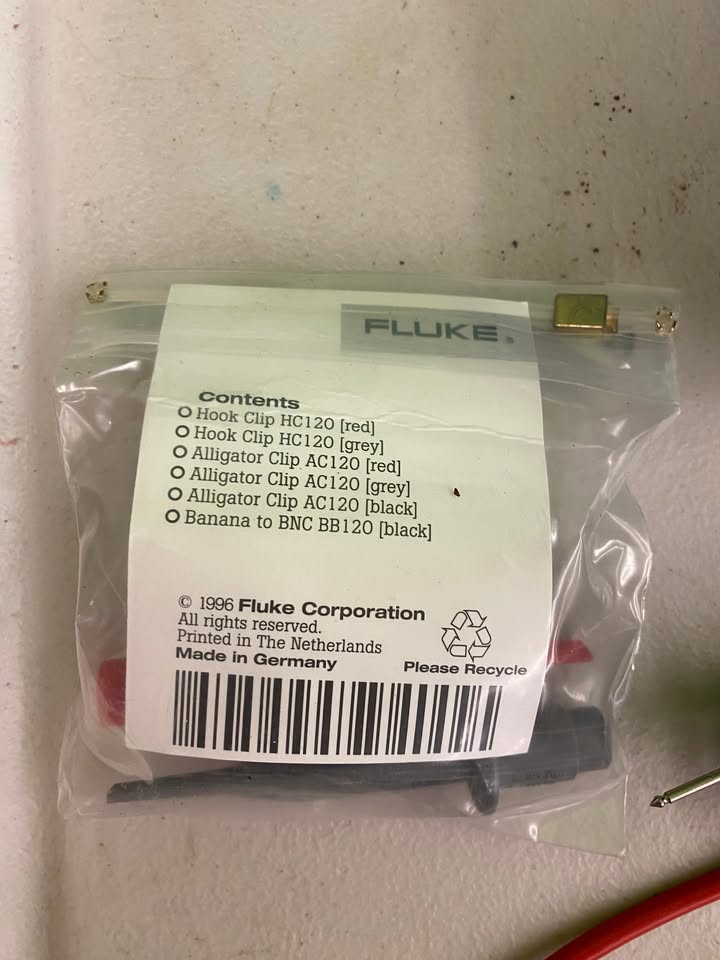 FLUKE ®
Contents
Hook Clip HC120 [red]
Hook Clip HC120 [grey]
Alligator Clip AC120 [red]
Alligator Clip AC120 [grey]
Alligator Clip AC120 [black]
Banana to BNC BB120 [black]
© 1996 Fluke Corporation
All rights reserved.
Printed in The Netherlands
Made in Germany
Please Recycle